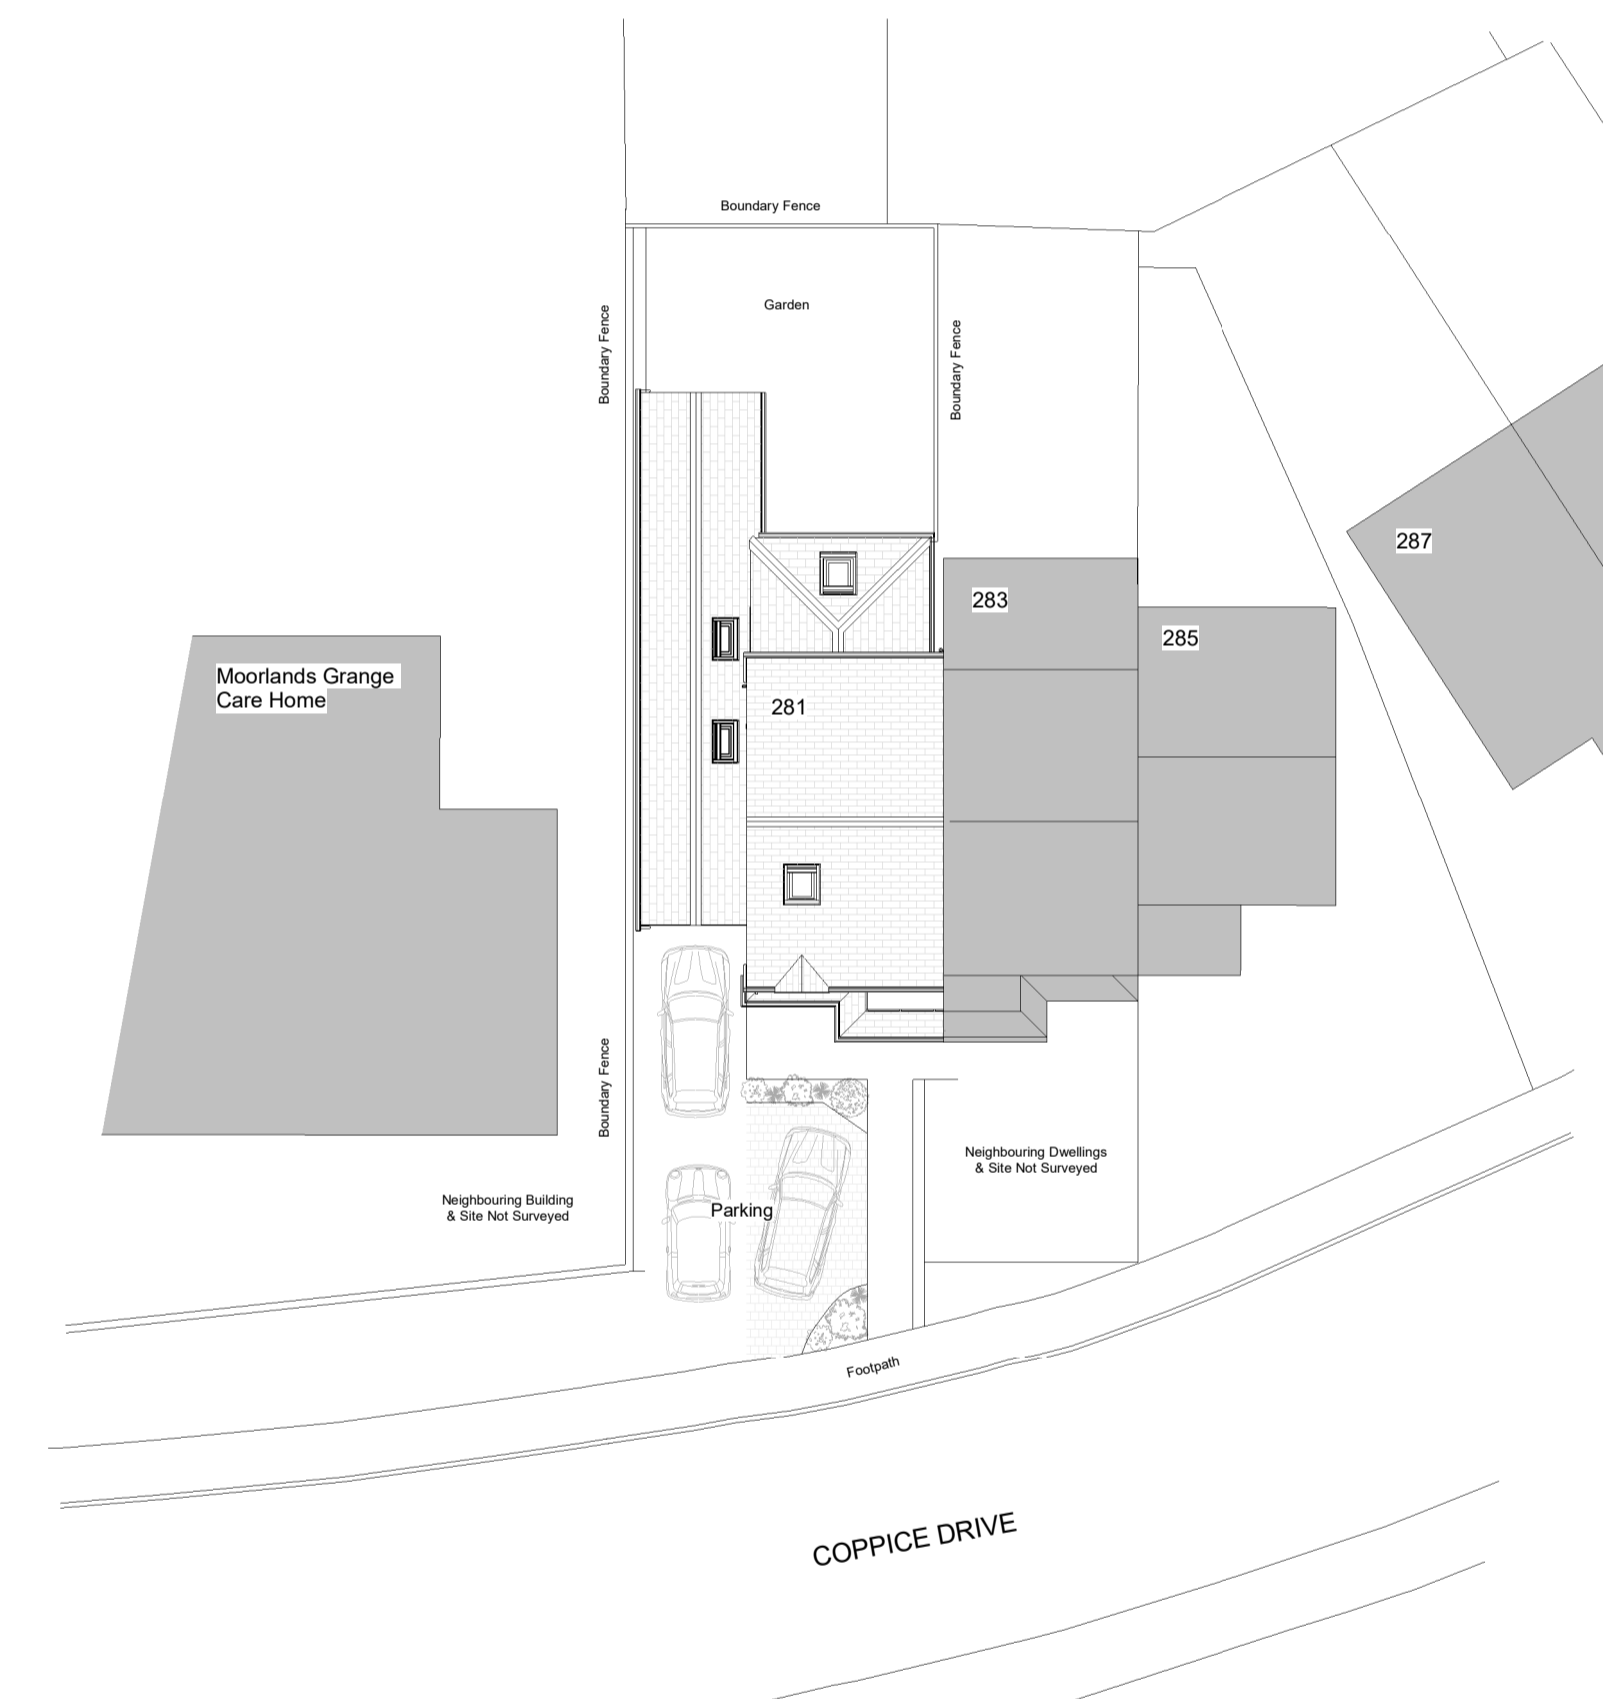 Boundary Fence
Garden
Boundary Fence
Boundary Fence
287
283
285
Moorlands Grange
Care Home
281
Boundary Fence
Neighbouring Dwellings
& Site Not Surveyed
Neighbouring Building
& Site Not Surveyed
Parking
Footpath
COPPICE DRIVE